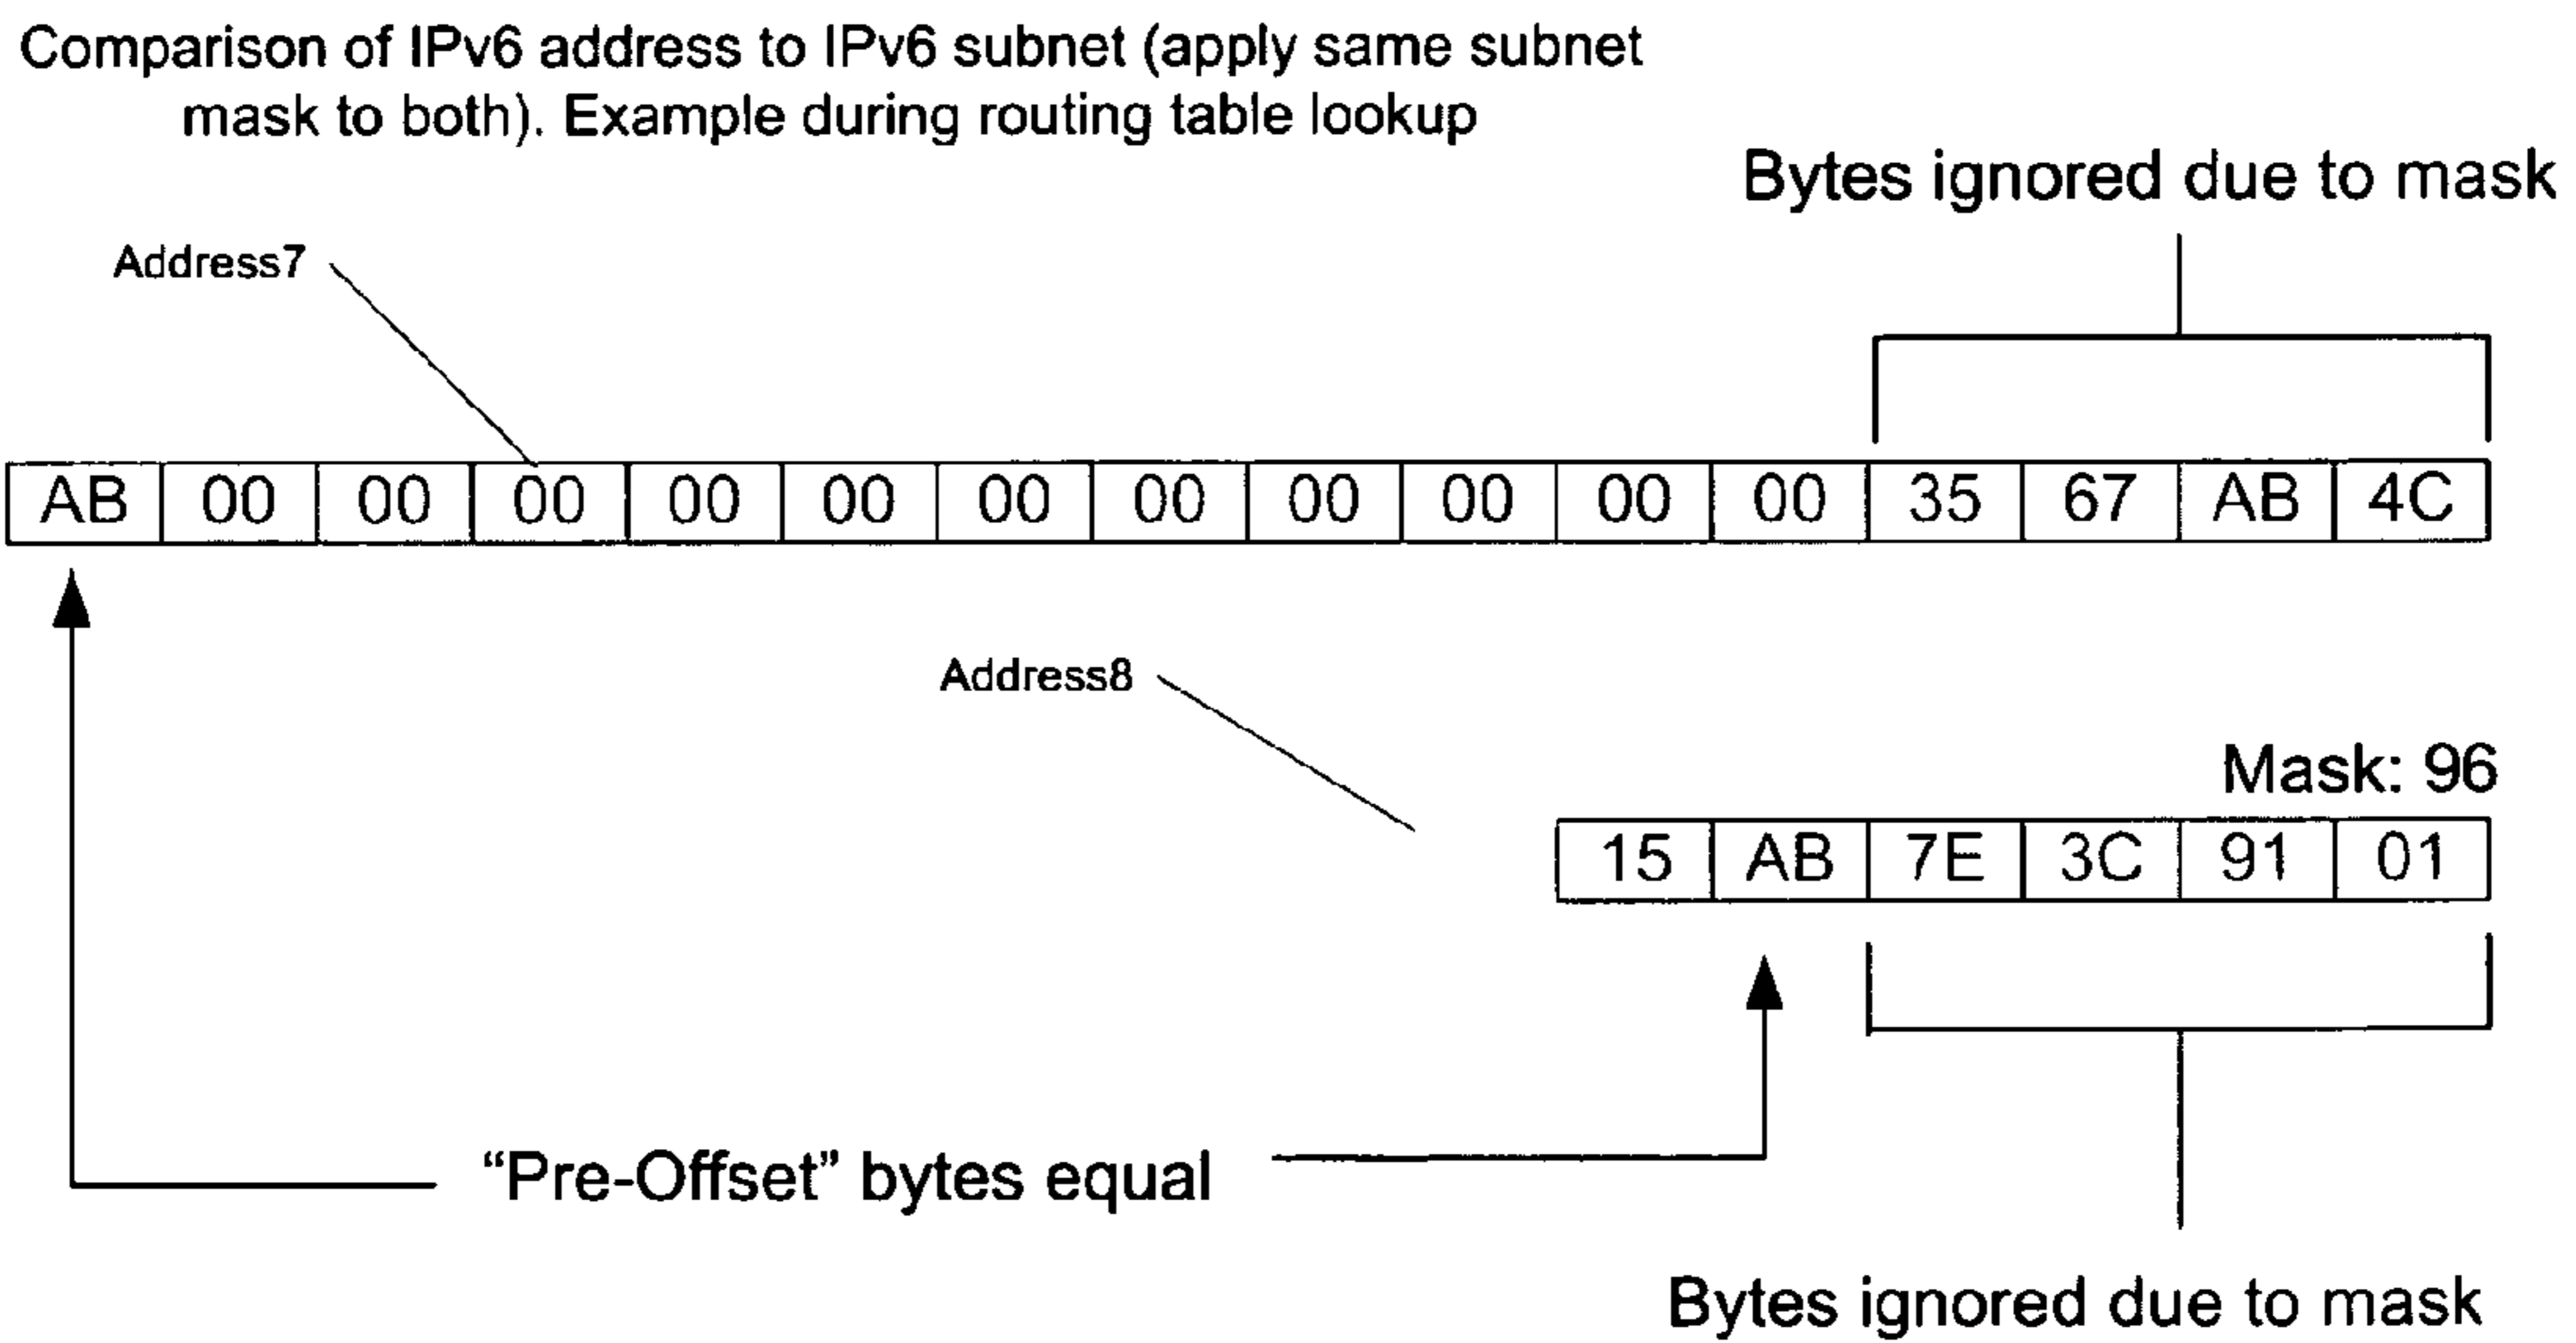 Comparison of IPv6 address to IPv6 subnet (apply same subnet
mask to both). Example during routing table lookup
Bytes ignored due to mask
Address7
AB 00 00 00 00 00 00 00 00 00 00 00 35 67 AB 4C
Address8
Mask: 96
15 AB 7E 3C 91 01
“Pre-Offset” bytes equal
Bytes ignored due to mask